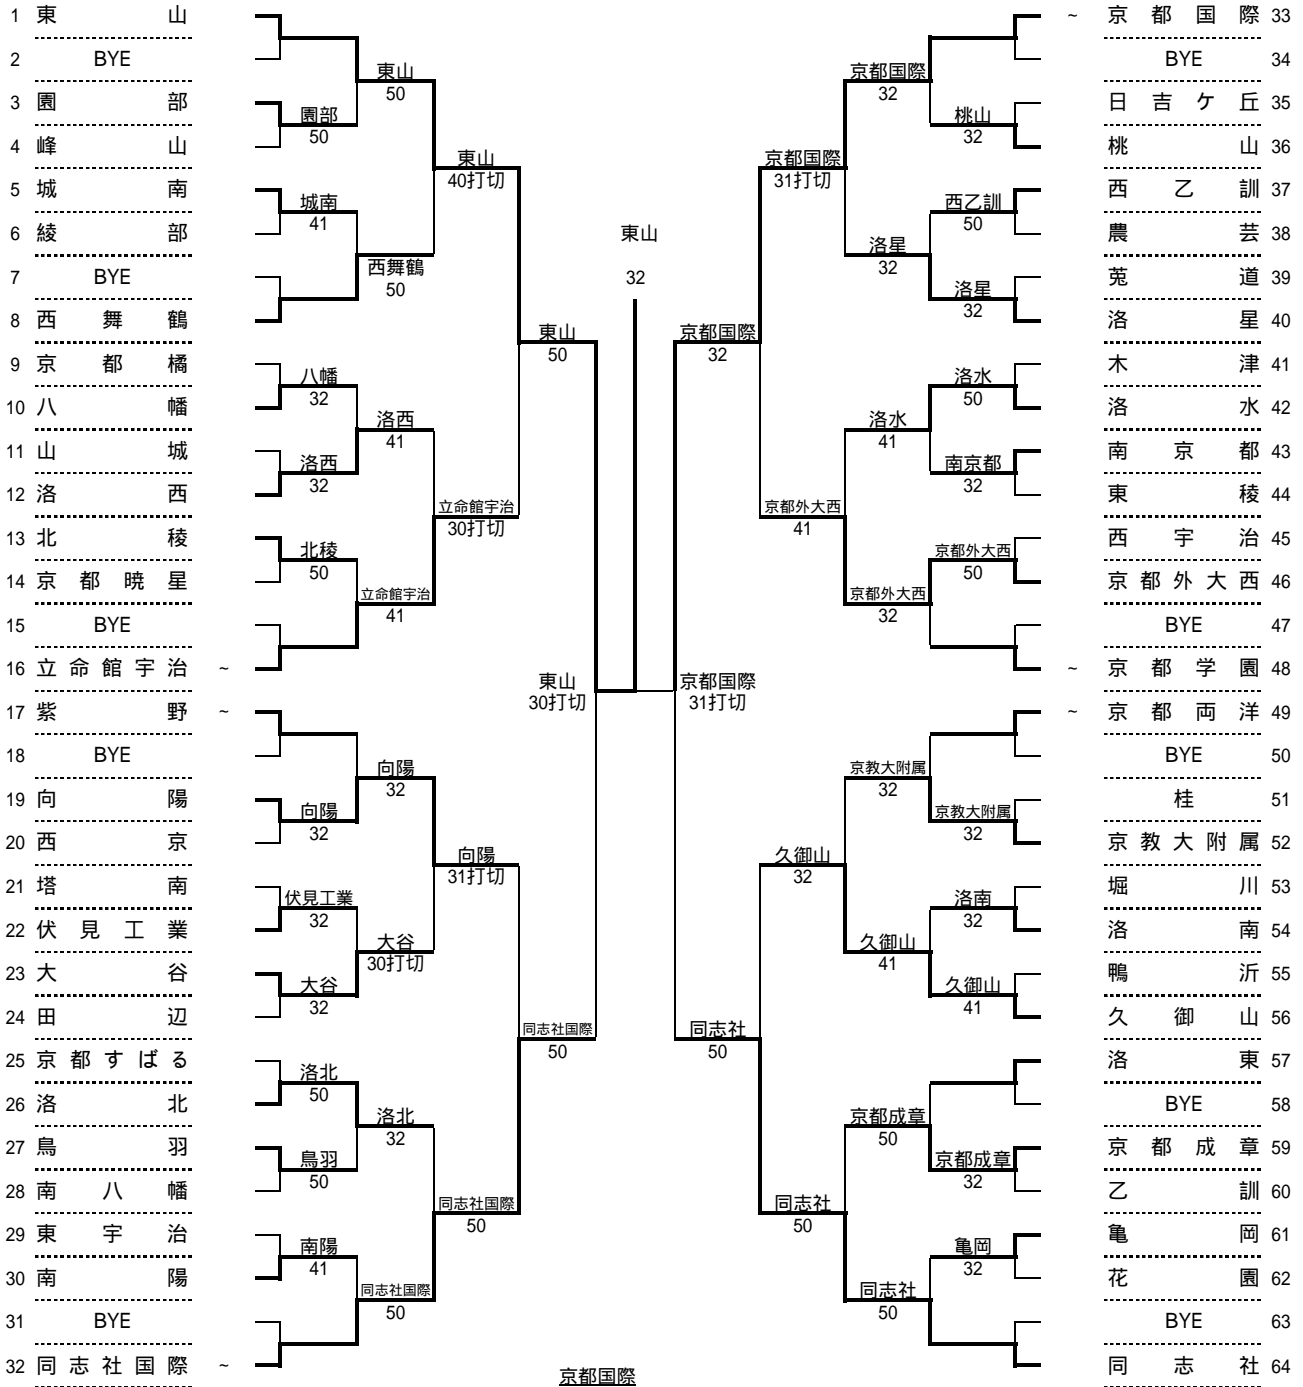 1 東山
2 BYE
3 園部
4 峰山
5 城南
6 綾部
7 BYE
8 西舞鶴
9 京都橘
10 八幡
11 山城
12 洛西
13 北稜
14 京都暁星
15 BYE
16 立命館宇治 ~
17 紫野 ~
18 BYE
19 向陽
20 西京
21 塔南
22 伏見工業
23 大谷
24 田辺
25 京都すばる
26 洛北
27 鳥羽
28 南八幡
29 東宇治
30 南陽
31 BYE
32 同志社国際 ~
園部
50
城南
41
八幡
32
洛西
32
北稜
50
向陽
32
伏見工業
32
大谷
32
洛北
50
鳥羽
50
南陽
41
東山
50
西舞鶴
50
洛西
41
立命館宇治
41
向陽
32
大谷
30打切
洛北
32
同志社国際
50
東山
40打切
立命館宇治
30打切
向陽
31打切
同志社国際
50
東山
50
同志社国際
50
東山
30打切
東山
32
京都国際
31打切
京都国際
32
同志社
50
京都国際
31打切
京都外大西
41
久御山
32
同志社
50
京都国際
32
洛星
32
洛水
41
京都外大西
32
京教大附属
32
久御山
41
京都成章
50
同志社
50
桃山
32
西乙訓
50
洛星
32
洛水
50
南京都
32
京都外大西
50
京教大附属
32
洛南
32
久御山
41
京都成章
32
亀岡
32
~ 京都国際 33
BYE 34
日吉ケ丘 35
桃山 36
西乙訓 37
農芸 38
莵道 39
洛星 40
木津 41
洛水 42
南京都 43
東稜 44
西宇治 45
京都外大西 46
BYE 47
~ 京都学園 48
~ 京都両洋 49
BYE 50
桂 51
京教大附属 52
堀川 53
洛南 54
鴨沂 55
久御山 56
洛東 57
BYE 58
京都成章 59
乙訓 60
亀岡 61
花園 62
BYE 63
同志社 64
京都国際